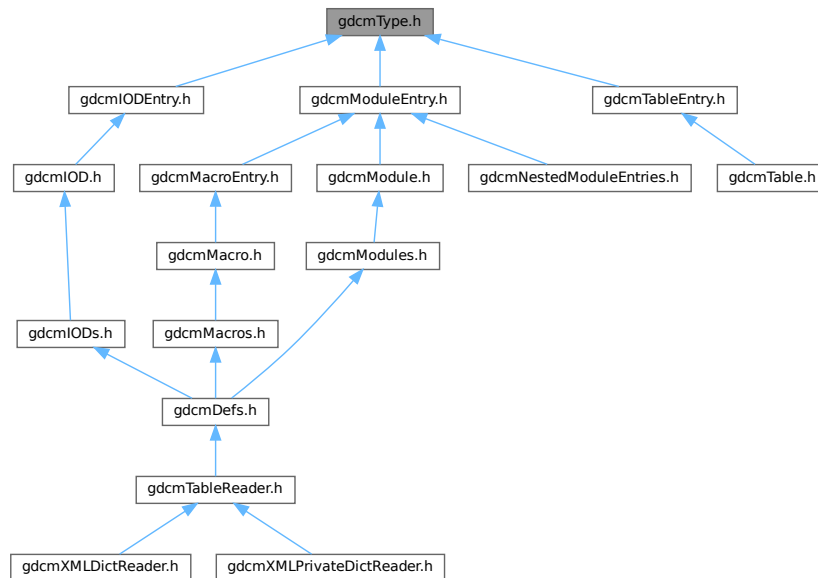 gdcmType.h
gdcmIODEntry.h
gdcmModuleEntry.h
gdcmTableEntry.h
gdcmIOD.h
gdcmMacroEntry.h
gdcmModule.h
gdcmNestedModuleEntries.h
gdcmTable.h
gdcmMacro.h
gdcmModules.h
gdcmIODs.h
gdcmMacros.h
gdcmDefs.h
gdcmTableReader.h
gdcmXMLDictReader.h
gdcmXMLPrivateDictReader.h